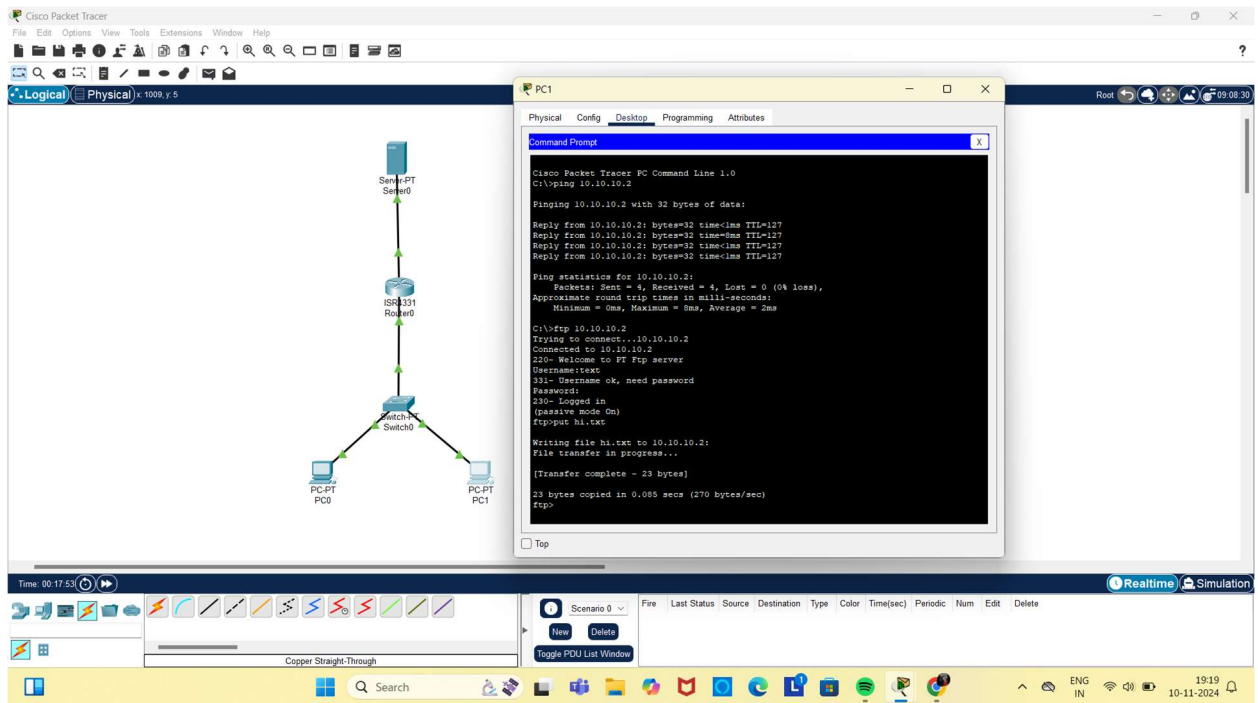 Cisco Packet Tracer
File Edit Options View Tools Extensions Window Help
?
Logical Physical x: 1009, y: 5
Root 09:08:30
Server-PT
Server0
ISR4331
Router0
Switch-PT
Switch0
PC-PT
PC0
PC-PT
PC1
PC1
Physical Config Desktop Programming Attributes
Command Prompt X
Cisco Packet Tracer PC Command Line 1.0
C:\>ping 10.10.10.2
Pinging 10.10.10.2 with 32 bytes of data:
Reply from 10.10.10.2: bytes=32 time<1ms TTL=127
Reply from 10.10.10.2: bytes=32 time=8ms TTL=127
Reply from 10.10.10.2: bytes=32 time<1ms TTL=127
Reply from 10.10.10.2: bytes=32 time<1ms TTL=127
Ping statistics for 10.10.10.2:
Packets: Sent = 4, Received = 4, Lost = 0 (0% loss),
Approximate round trip times in milli-seconds:
Minimum = 0ms, Maximum = 8ms, Average = 2ms
C:\>ftp 10.10.10.2
Trying to connect...10.10.10.2
Connected to 10.10.10.2
220- Welcome to PT Ftp server
Username:text
331- Username ok, need password
Password:
230- Logged in
(passive mode On)
ftp>put hi.txt
Writing file hi.txt to 10.10.10.2:
File transfer in progress...
[Transfer complete - 23 bytes]
23 bytes copied in 0.085 secs (270 bytes/sec)
ftp>
Top
Time: 00:17:53
Realtime Simulation
Scenario 0
New Delete
Toggle PDU List Window
Fire Last Status Source Destination Type Color Time(sec) Periodic Num Edit Delete
Copper Straight-Through
Search
ENG
IN
19:19
10-11-2024